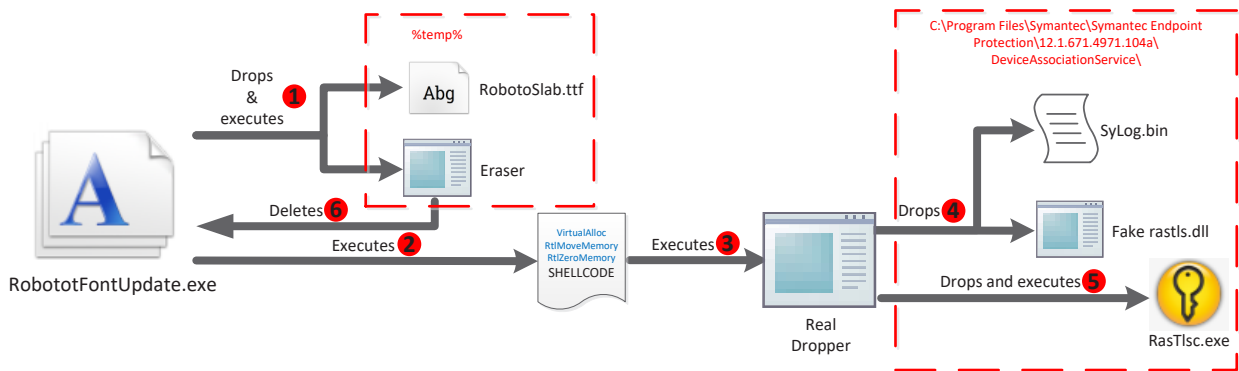 C:\Program Files\Symantec\Symantec Endpoint
Protection\12.1.671.4971.104a\
DeviceAssociationService\
%temp%
Drops
&
executes
1
Abg
RobotoSlab.ttf
Eraser
SyLog.bin
Deletes 6
Executes 2
VirtualAlloc
RtlMoveMemory
RtlZeroMemory
SHELLCODE
Executes 3
Drops 4
Fake rastls.dll
A
RobototFontUpdate.exe
Drops and executes 5
Real
Dropper
RasTlsc.exe